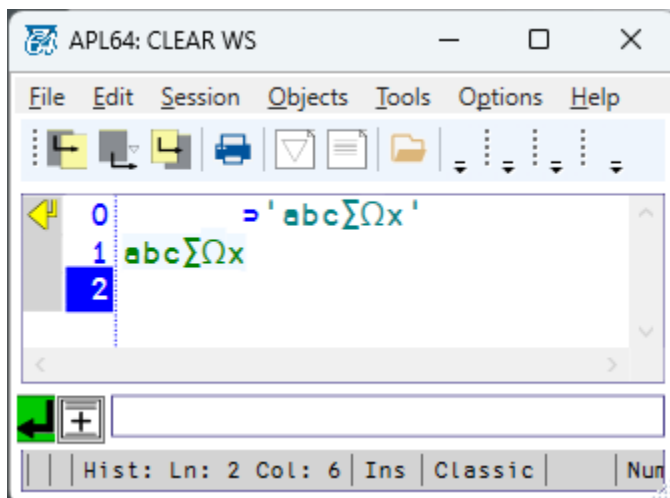 APL64: CLEAR WS
File Edit Session Objects Tools Options Help
0 ⊃'abc∑Ωx'
1 abc∑Ωx
2
Hist: Ln: 2 Col: 6 Ins Classic Num